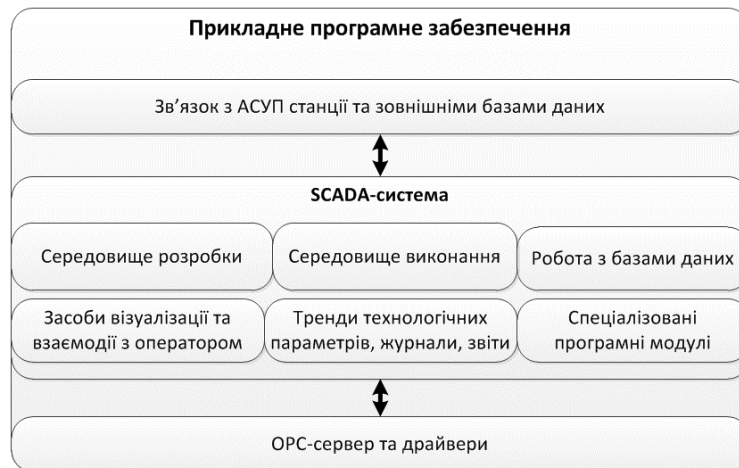 Прикладне програмне забезпечення
Зв’язок з АСУП станції та зовнішніми базами даних
SCADA-система
Середовище розробки
Середовище виконання
Робота з базами даних
Засоби візуалізації та
взаємодії з оператором
Тренди технологічних
параметрів, журнали, звіти
Спеціалізовані
програмні модулі
ОРС-сервер та драйвери